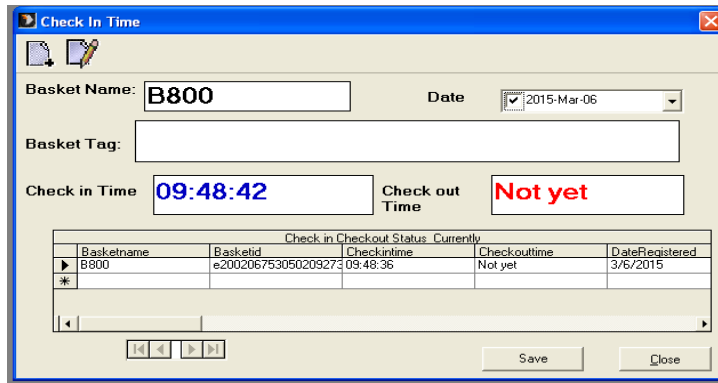 Check In Time
Basket Name: B800 Date 2015-Mar-06
Basket Tag:
Check in Time 09:48:42 Check out Time Not yet
Check in Checkout Status Currently
Basketname Basketid Checkintime Checkouttime DateRegistered
B800 e200206753050209273 09:48:36 Not yet 3/6/2015
Save Close